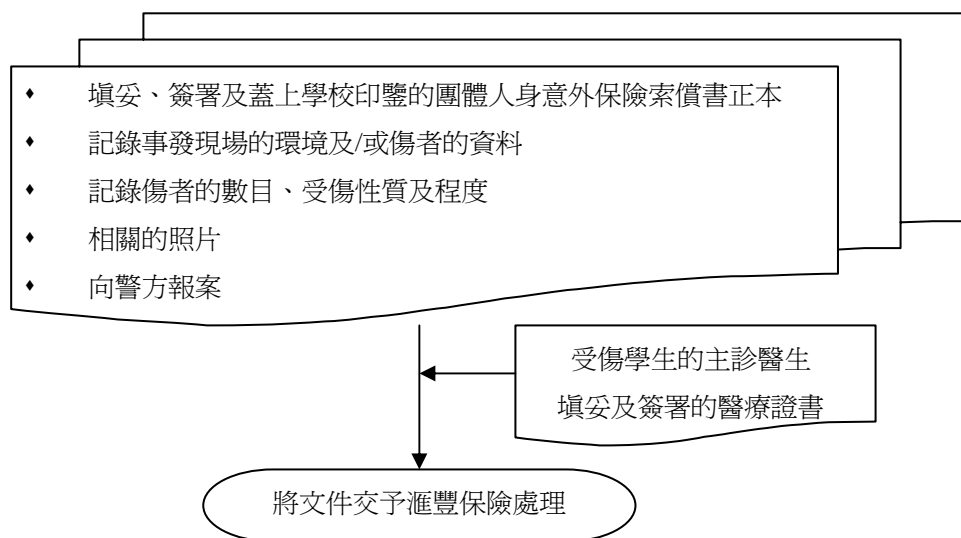 填妥、簽署及蓋上學校印鑒的團體人身意外保險索償書正本
記錄事發現場的環境及/或傷者的資料
記錄傷者的數目、受傷性質及程度
相關的照片
向警方報案
受傷學生的主診醫生
填妥及簽署的醫療證書
將文件交予滙豐保險處理